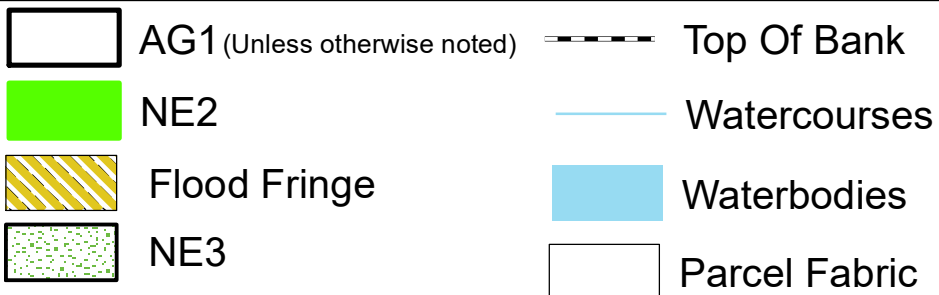 AG1 (Unless otherwise noted)
NE2
Flood Fringe
NE3
Top Of Bank
Watercourses
Waterbodies
Parcel Fabric